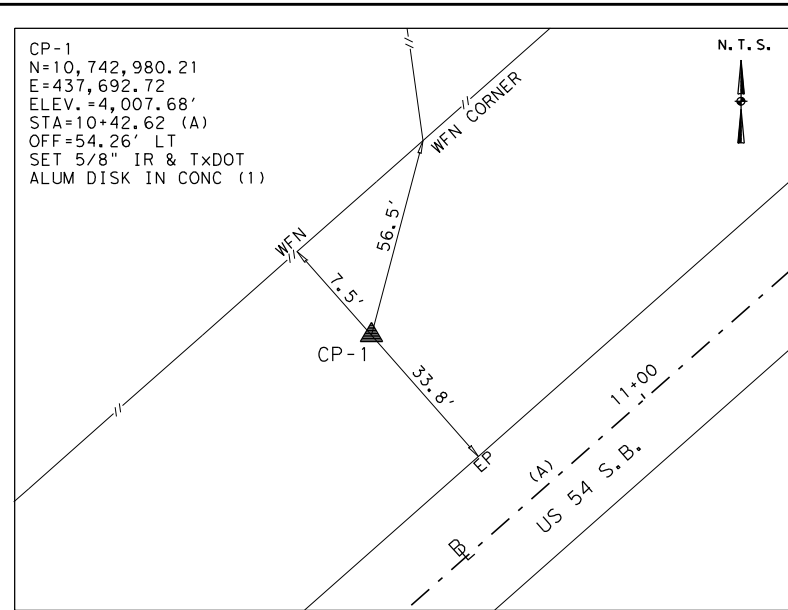 CP-1
N=10,742,980.21
E=437,692.72
ELEV.=4,007.68'
STA=10+42.62 (A)
OFF=54.26' LT
SET 5/8" IR & TxDOT
ALUM DISK IN CONC (1)
N.T.S.
WFN CORNER
WFN
56.5'
7.5'
CP-1
33.8'
EP
11+00
(A)
US 54 S.B.
BL